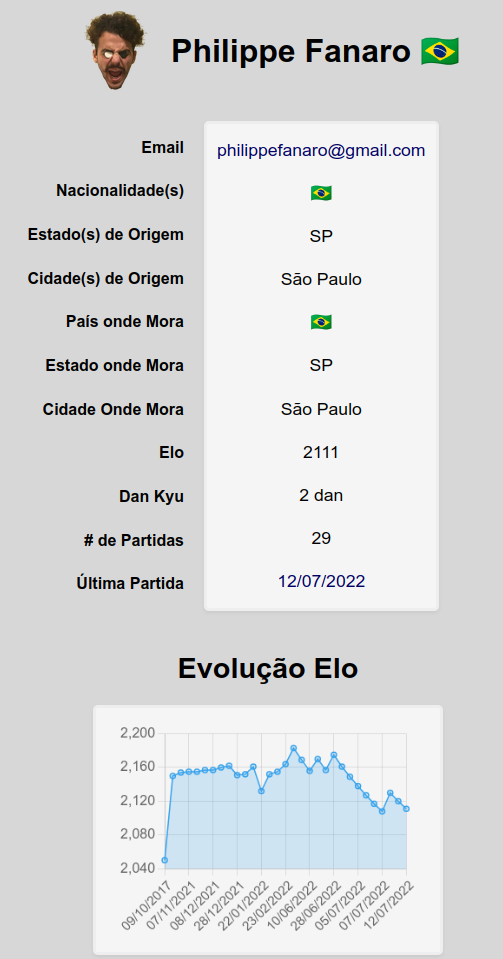 Philippe Fanaro 🇧🇷
Email philippefanaro@gmail.com
Nacionalidade(s) 🇧🇷
Estado(s) de Origem SP
Cidade(s) de Origem São Paulo
País onde Mora 🇧🇷
Estado onde Mora SP
Cidade Onde Mora São Paulo
Elo 2111
Dan Kyu 2 dan
# de Partidas 29
Última Partida 12/07/2022
Evolução Elo
2,200
2,160
2,120
2,080
2,040
09/10/2017 07/11/2021 08/12/2021 28/12/2021 22/01/2022 23/02/2022 10/06/2022 28/06/2022 05/07/2022 07/07/2022 12/07/2022